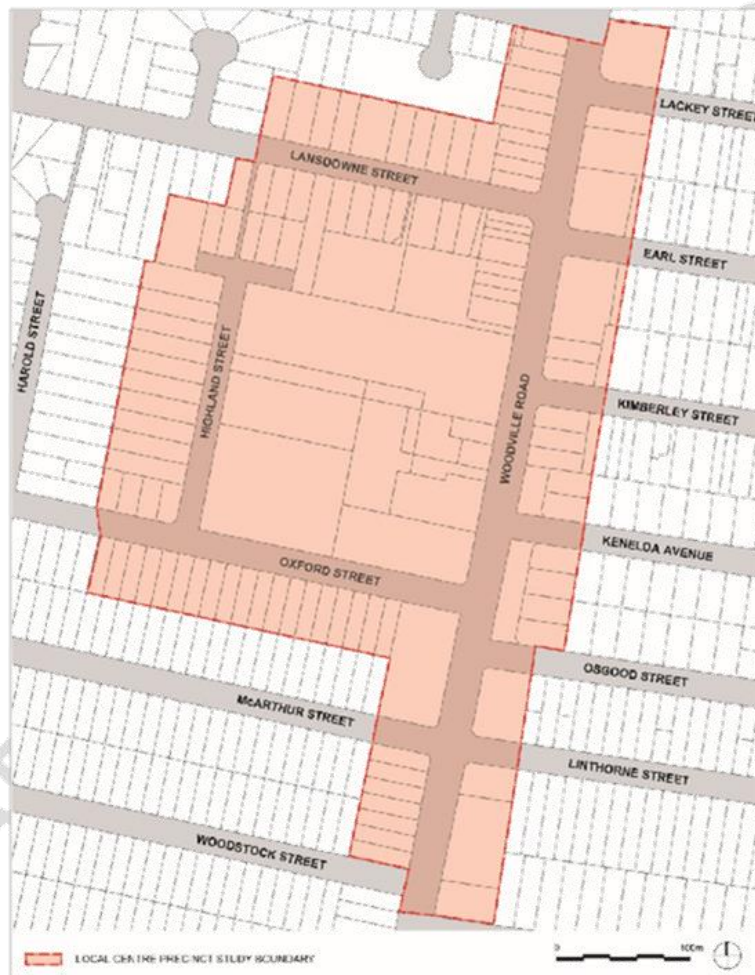 LACKEY STREET
LANSDOWNE STREET
EARL STREET
HAROLD STREET
HIGHLAND STREET
WOODVILLE ROAD
KIMBERLEY STREET
KENELDA AVENUE
OXFORD STREET
OSGOOD STREET
McARTHUR STREET
LINTHORNE STREET
WOODSTOCK STREET
LOCAL CENTRE PRECINCT STUDY BOUNDARY
0 100m